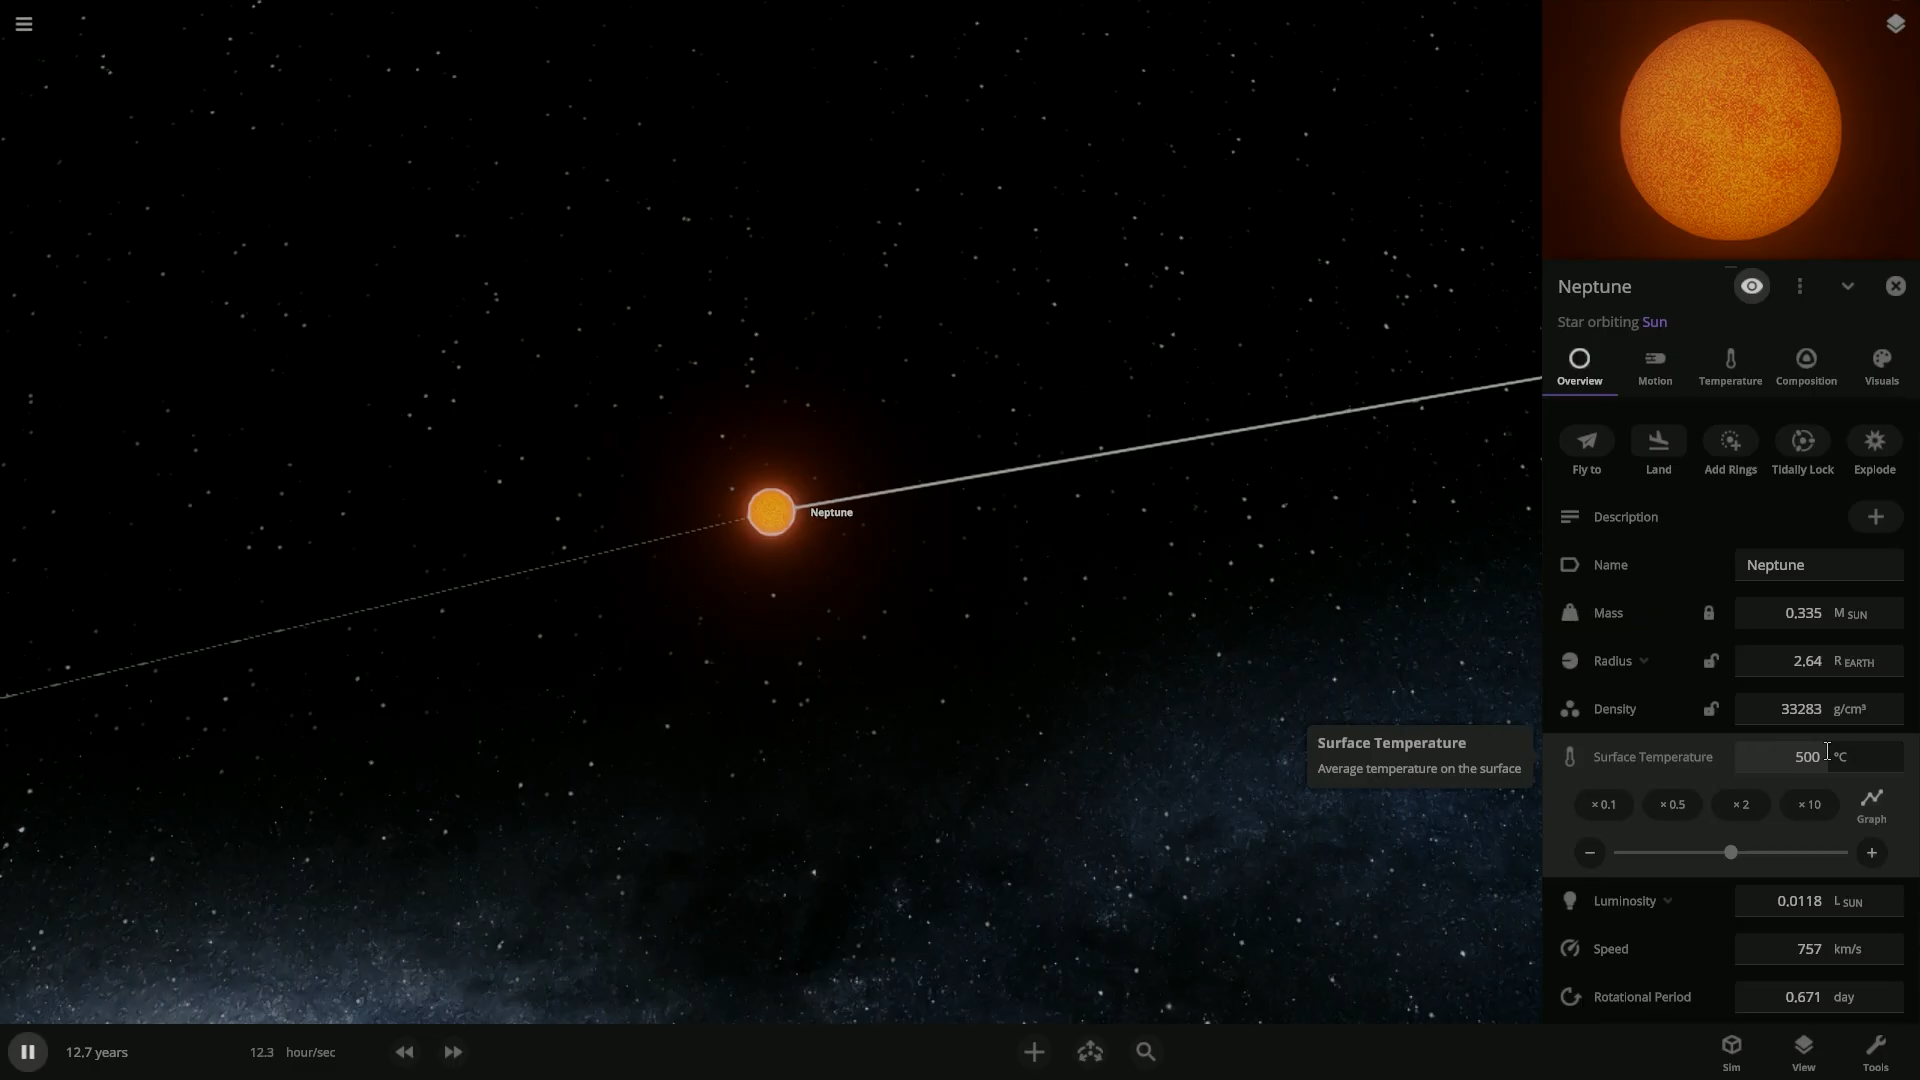 Neptune
Star orbiting Sun
Overview Motion Temperature Composition Visuals
Fly to Land Add Rings Tidally Lock Explode
Neptune
Description
Name Neptune
Mass 0.335 M SUN
Radius 2.64 R EARTH
Density 33283 g/cm³
Surface Temperature
Average temperature on the surface
Surface Temperature 500 °C
× 0.1 × 0.5 × 2 × 10 Graph
Luminosity 0.0118 L SUN
Speed 757 km/s
Rotational Period 0.671 day
12.7 years 12.3 hour/sec
Sim View Tools